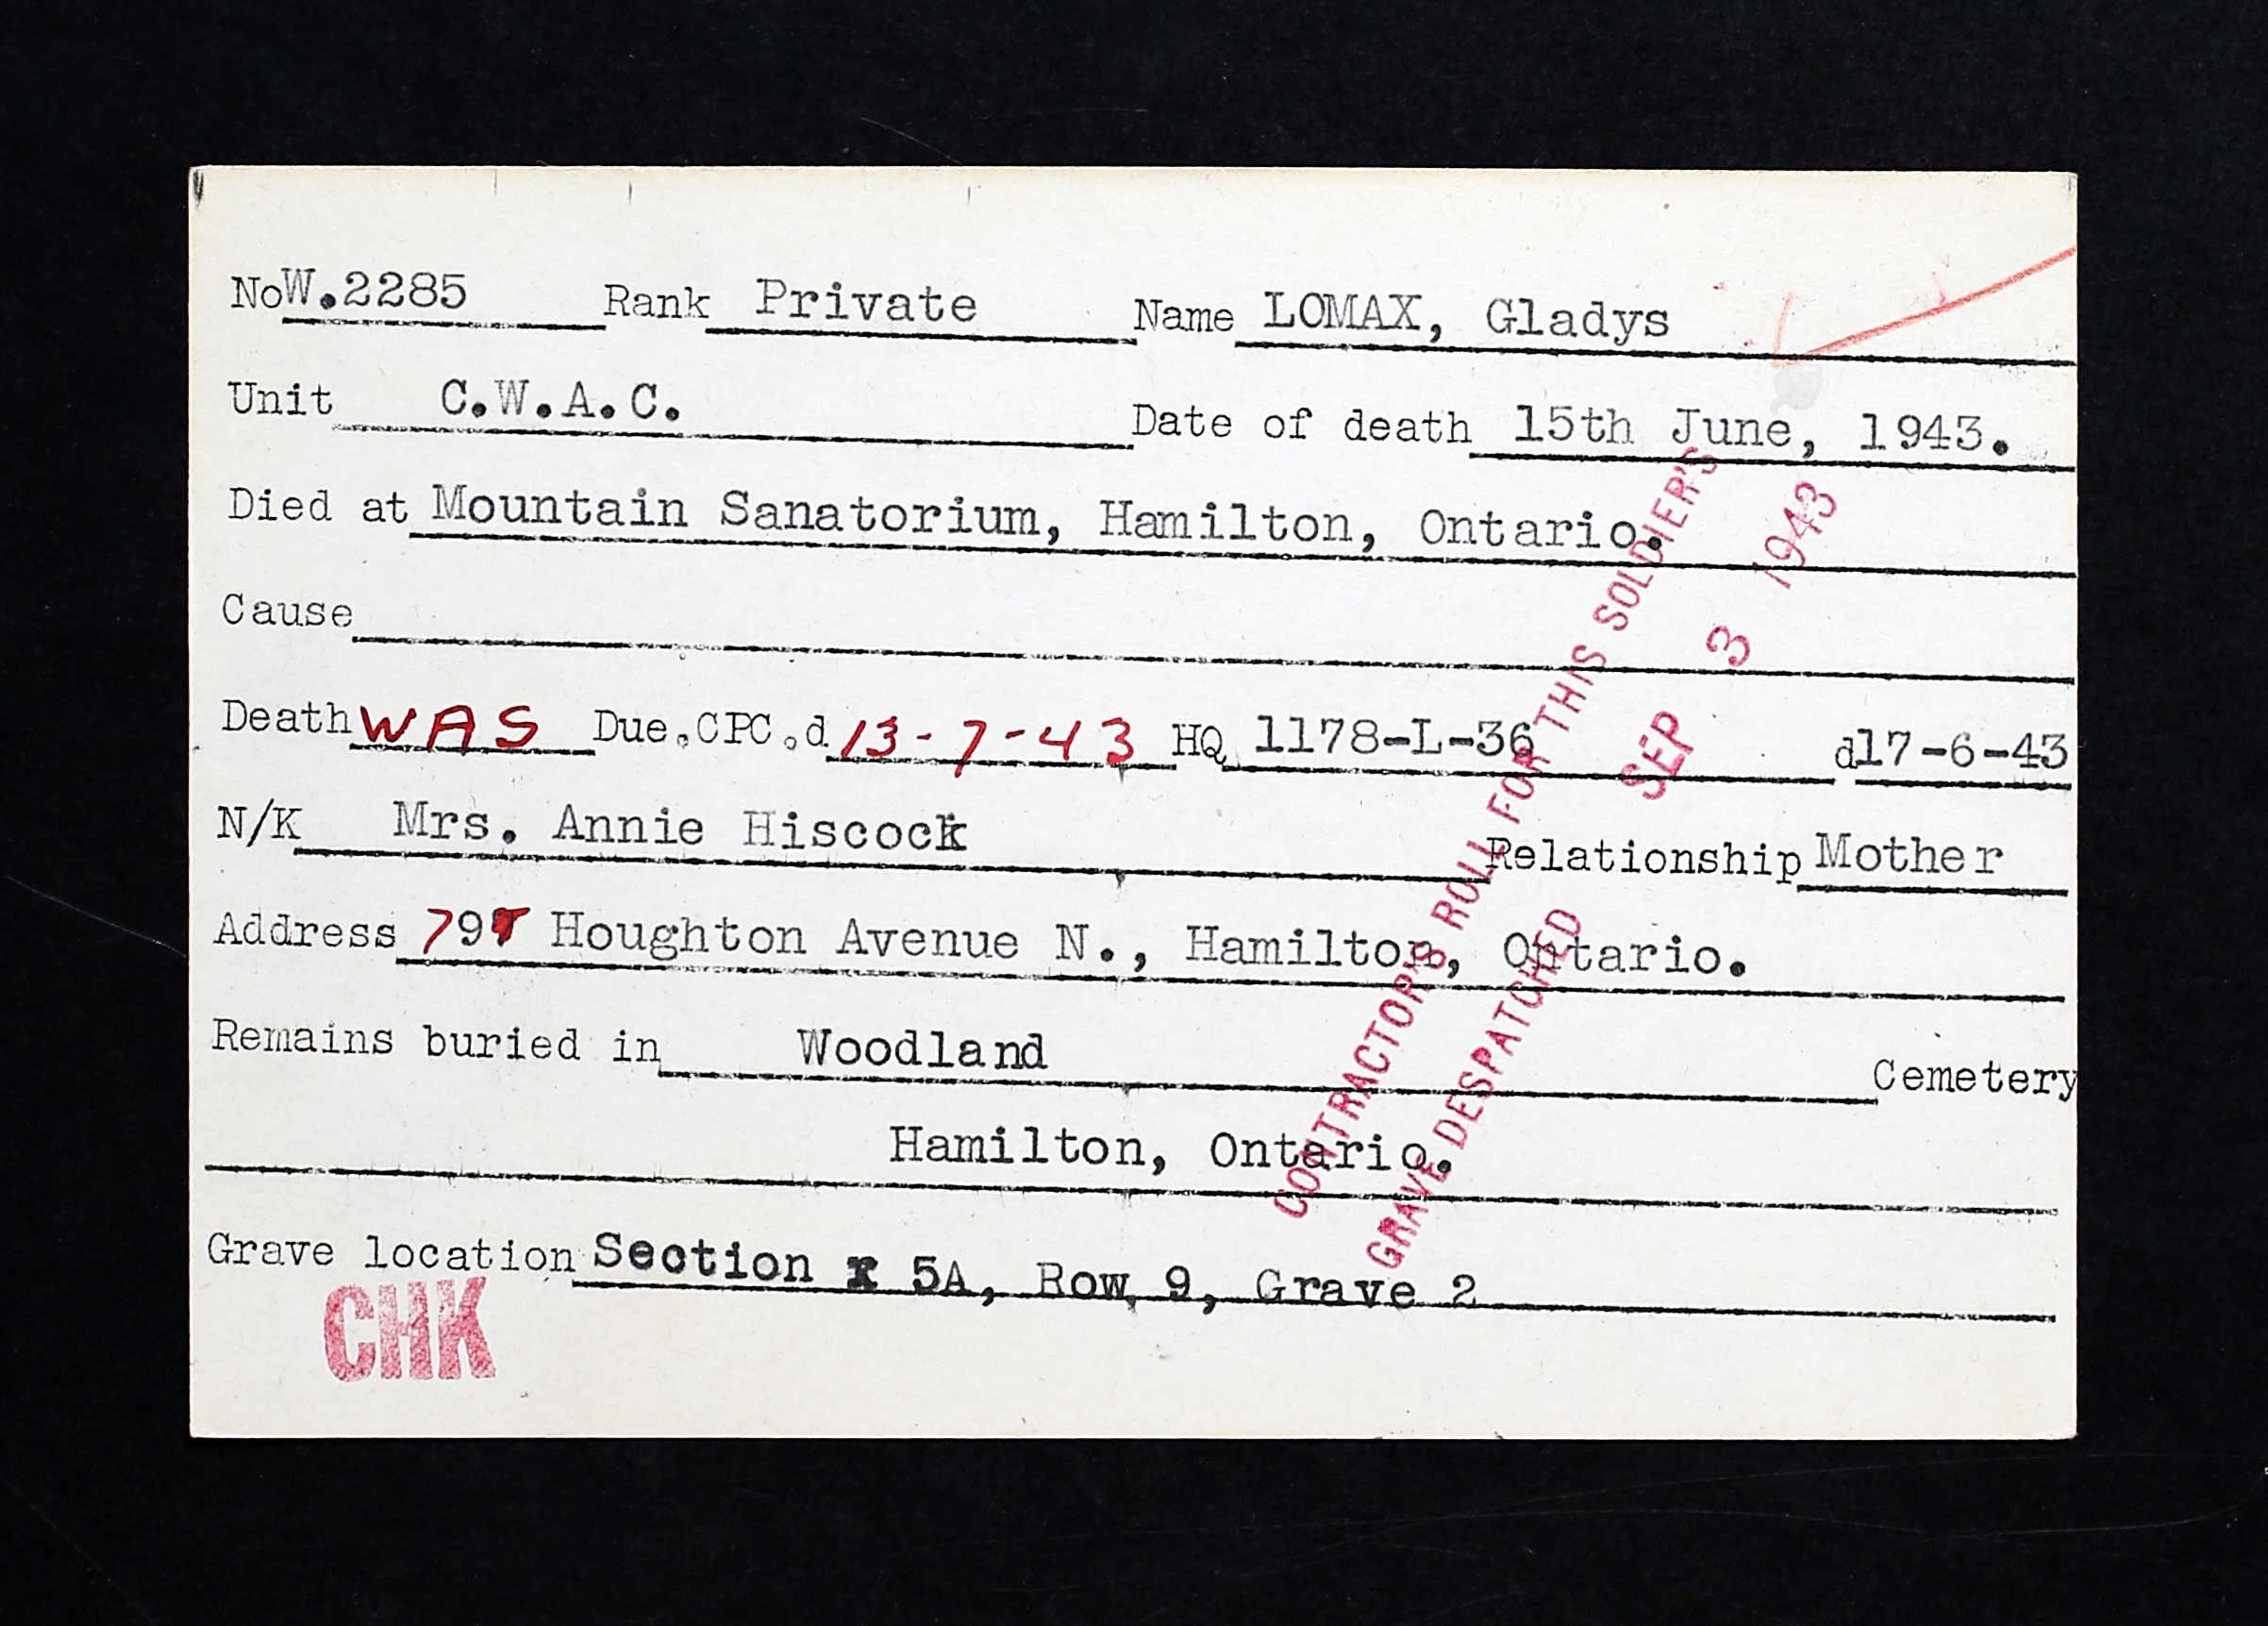 No W.2285 Rank Private Name LOMAX, Gladys
Unit C.W.A.C. Date of death 15th June, 1943.
Died at Mountain Sanatorium, Hamilton, Ontario.
Cause
Death WAS Due. CPC. d. 13-7-43 HQ 1178-L-36 d 17-6-43
N/K Mrs. Annie Hiscock Relationship Mother
Address 79 Houghton Avenue N., Hamilton, Ontario.
Remains buried in Woodland Cemetery
Hamilton, Ontario.
Grave location Section 5A, Row 9, Grave 2
CHK
CONTRACTOR'S ROLL FOR THIS SOLDIER'S
GRAVE DESPATCHED SEP 3 1943